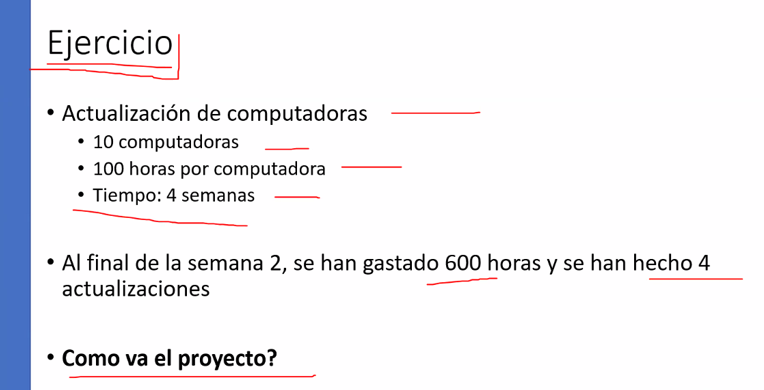 Ejercicio
• Actualización de computadoras
• 10 computadoras
• 100 horas por computadora
• Tiempo: 4 semanas
• Al final de la semana 2, se han gastado 600 horas y se han hecho 4
actualizaciones
• Como va el proyecto?